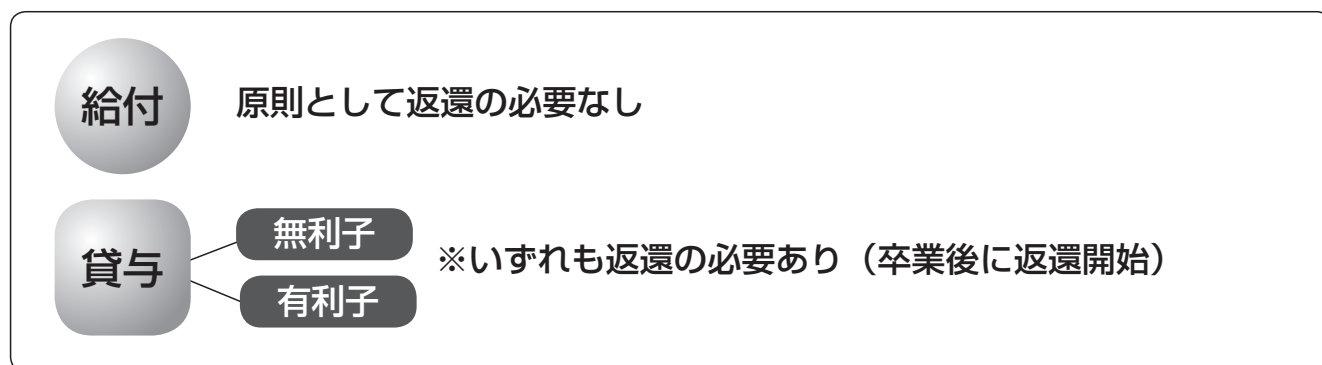 給付
原則として返還の必要なし
貸与
無利子
有利子
※いずれも返還の必要あり（卒業後に返還開始）